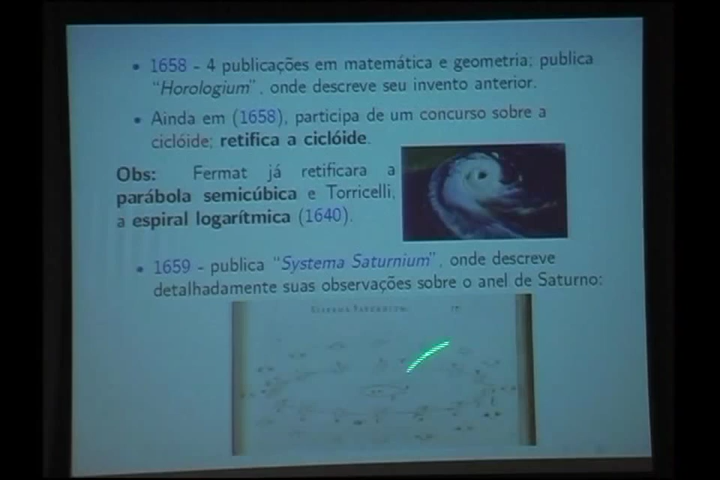 • 1658 - 4 publicações em matemática e geometria; publica
"Horologium", onde descreve seu invento anterior.
• Ainda em (1658), participa de um concurso sobre a
ciclóide; retifica a ciclóide.
Obs: Fermat já retificara a
parábola semicúbica e Torricelli,
a espiral logarítmica (1640).
• 1659 - publica "Systema Saturnium", onde descreve
detalhadamente suas observações sobre o anel de Saturno: